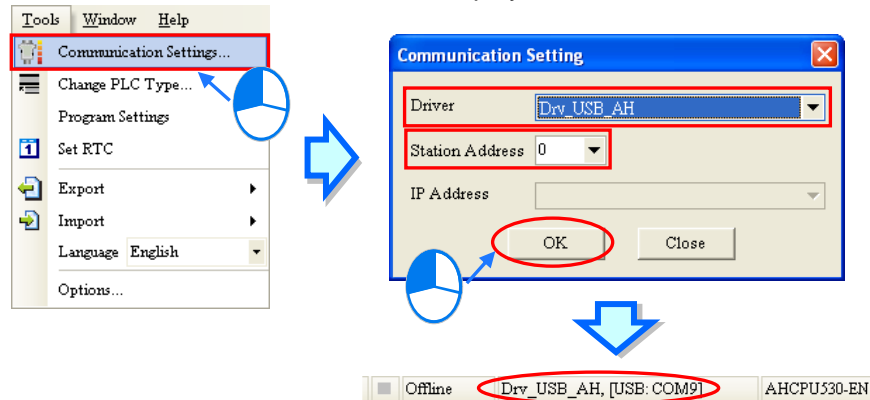 Tools Window Help
Communication Settings...
Change PLC Type...
Program Settings
1 Set RTC
Export
Import
Language English
Options...
Communication Setting
Driver Drv_USB_AH
Station Address 0
IP Address
OK Close
Offline Drv_USB_AH, [USB: COM9] AHCPU530-EN